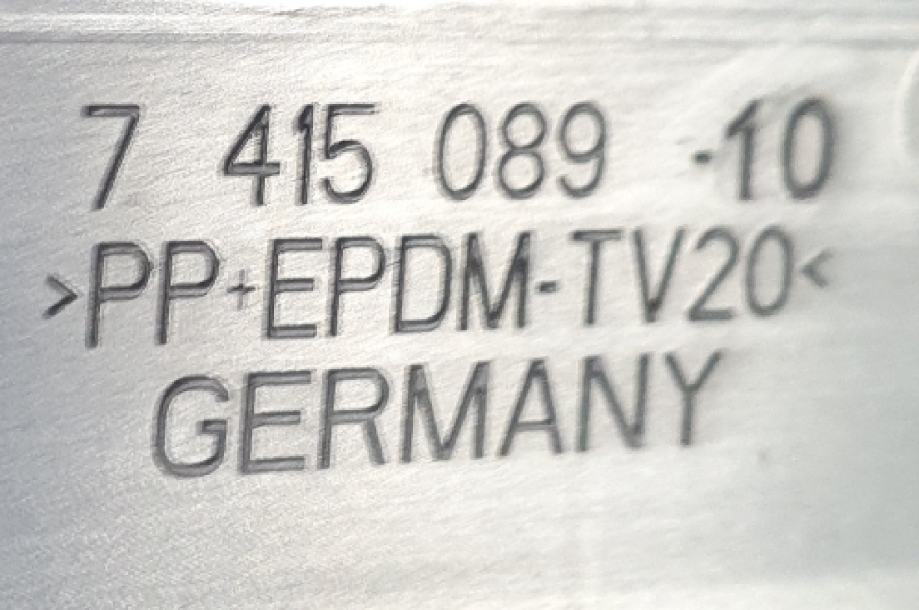 7 415 089 -10
>PP+EPDM-TV20<
GERMANY